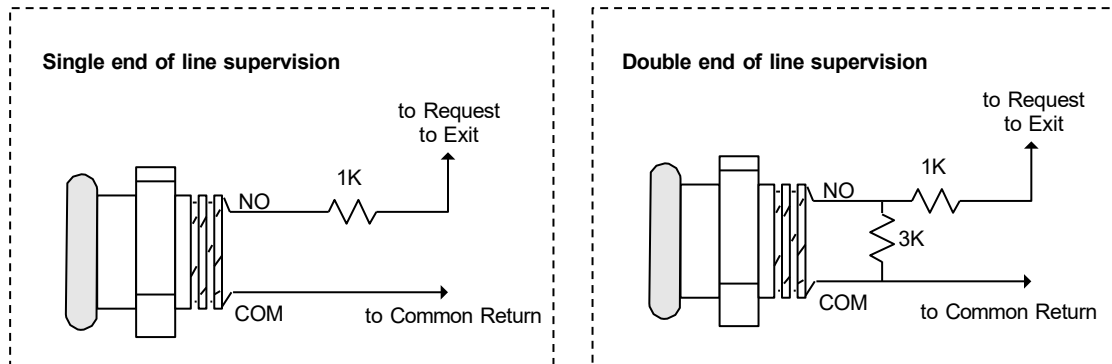 Single end of line supervision
to Request
to Exit
1K
NO
COM
to Common Return
Double end of line supervision
to Request
to Exit
1K
NO
3K
COM
to Common Return